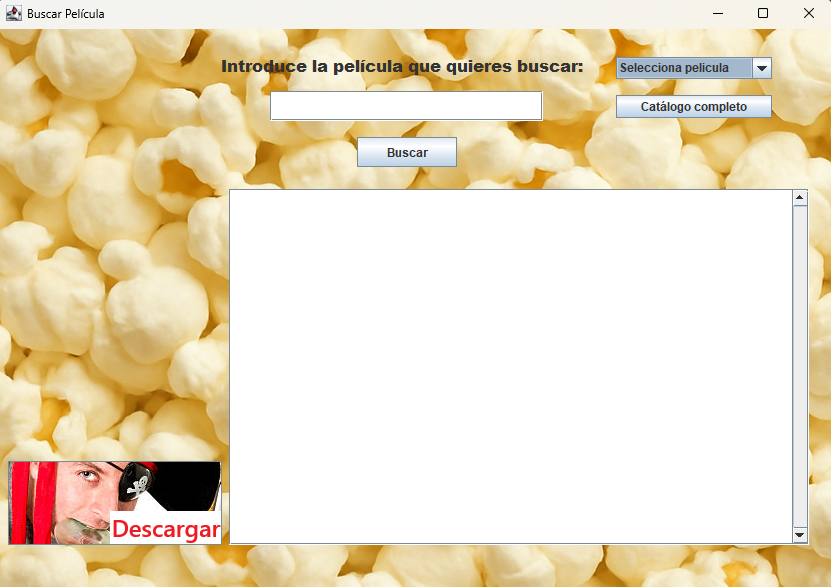 Buscar Película
Introduce la película que quieres buscar:
Selecciona película
Catálogo completo
Buscar
Descargar